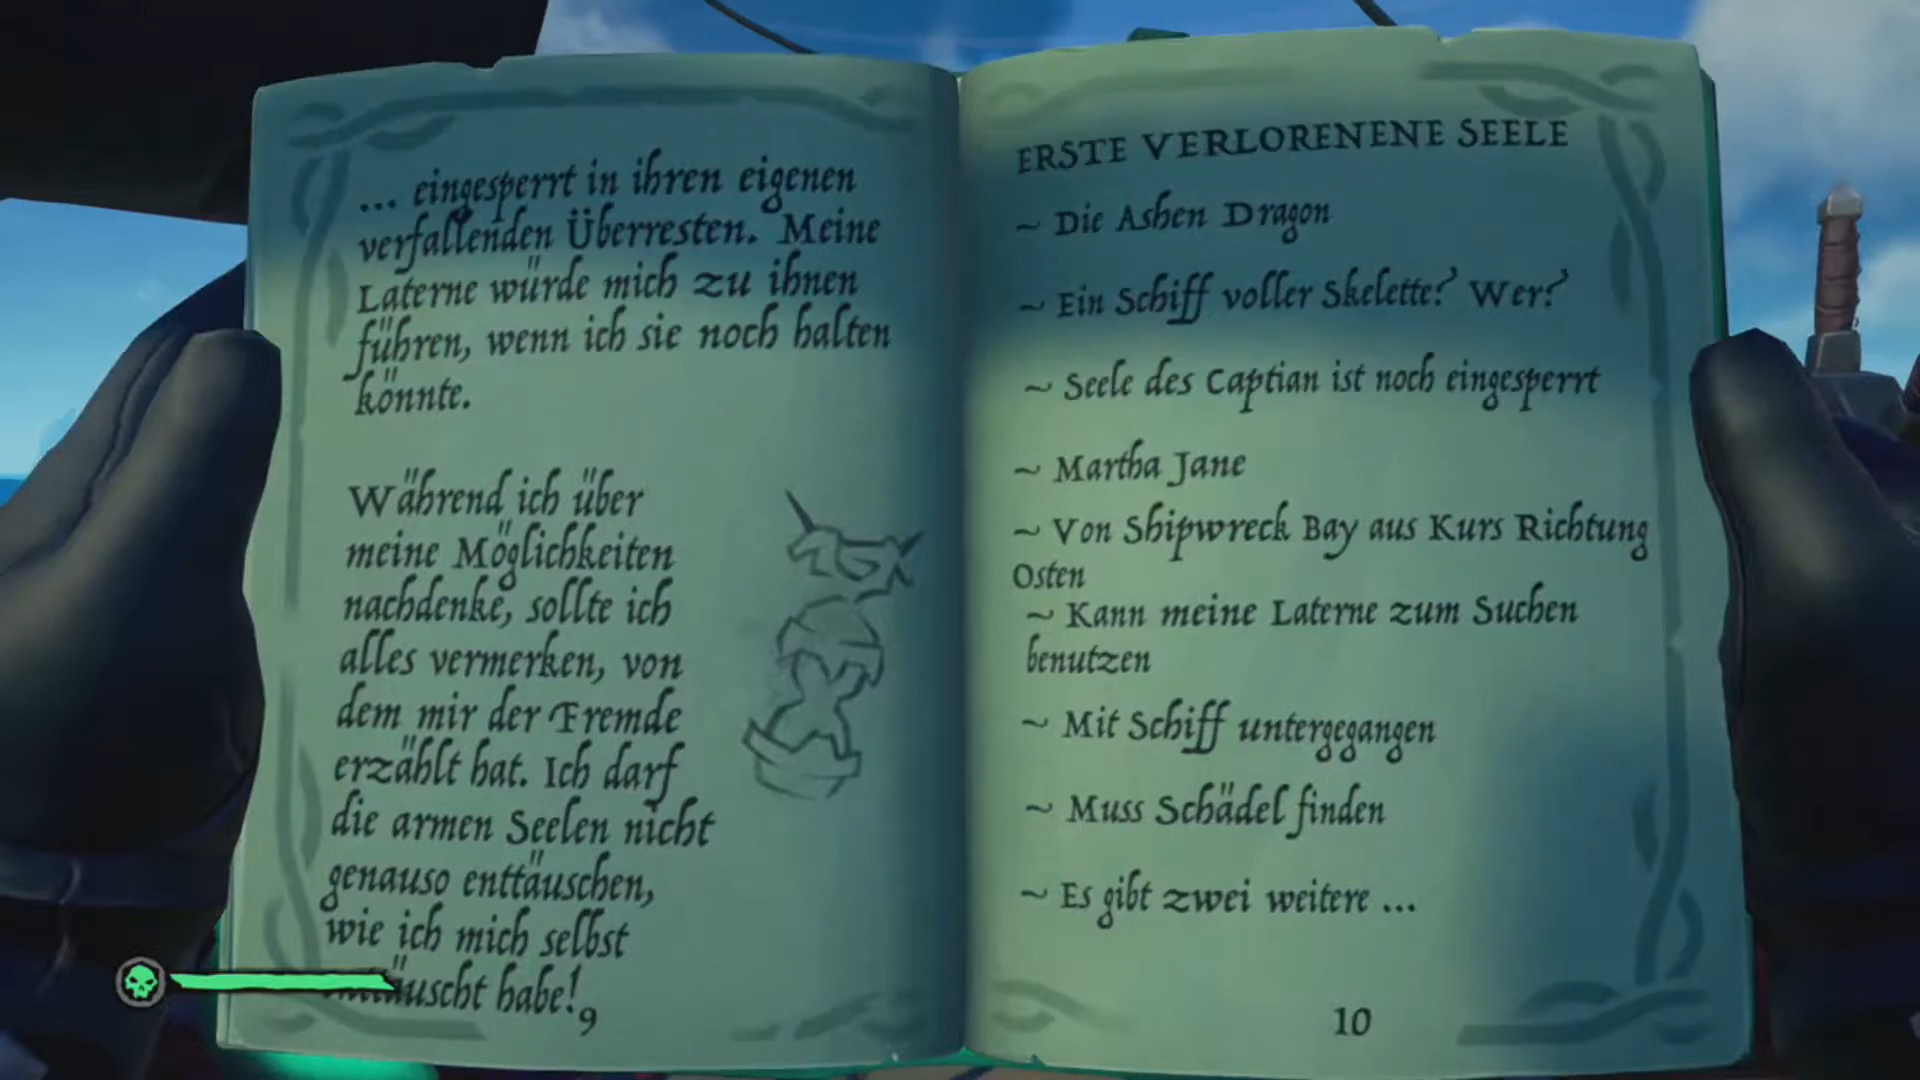 ... eingesperrt in ihren eigenen
verfallenden Überresten. Meine
Laterne würde mich zu ihnen
führen, wenn ich sie noch halten
könnte.
Während ich über
meine Möglichkeiten
nachdenke, sollte ich
alles vermerken, von
dem mir der Fremde
erzählt hat. Ich darf
die armen Seelen nicht
genauso enttäuschen,
wie ich mich selbst
habe!
9
ERSTE VERLORENENE SEELE
~ Die Ashen Dragon
~ Ein Schiff voller Skelette? Wer?
~ Seele des Captian ist noch eingesperrt
~ Martha Jane
~ Von Shipwreck Bay aus Kurs Richtung
Osten
~ Kann meine Laterne zum Suchen
benutzen
~ Mit Schiff untergegangen
~ Muss Schädel finden
~ Es gibt zwei weitere ...
10